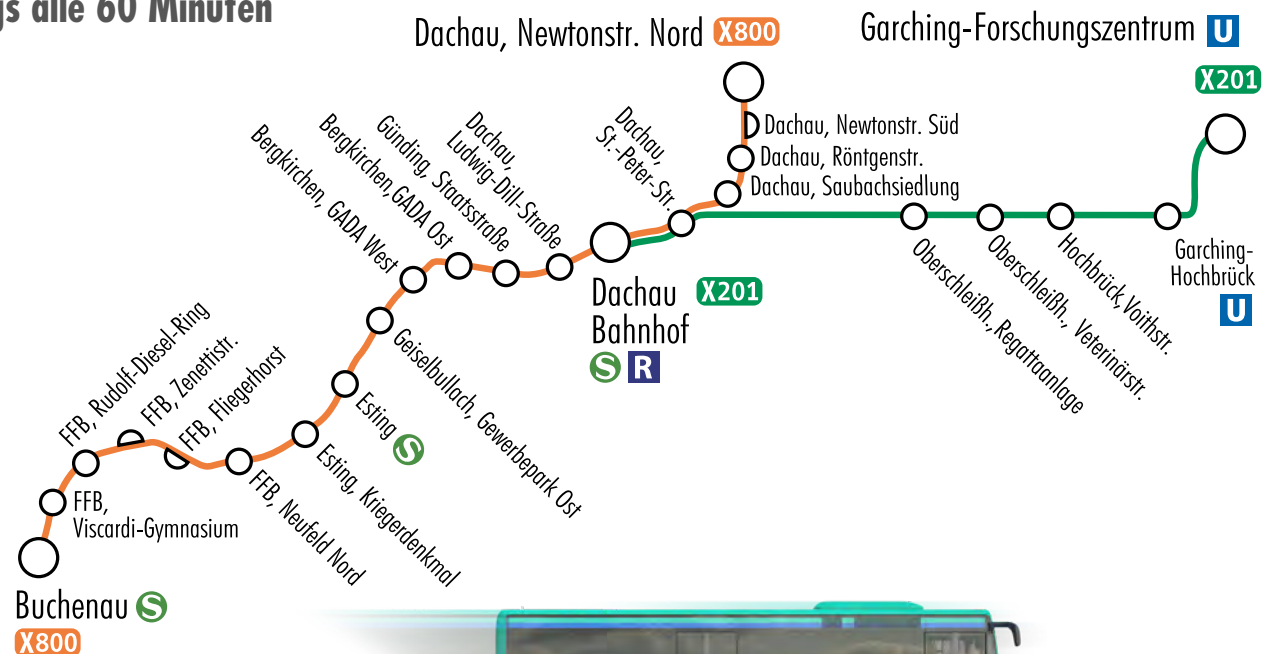 gs alle 60 Minuten
Dachau, Newtonstr. Nord X800
Garching-Forschungszentrum U
X201
Dachau, Newtonstr. Süd
Dachau, Röntgenstr.
Dachau, Saubachsiedlung
Dachau,
St.-Peter-Str.
Dachau,
Ludwig-Dill-Straße
Günding, Staatsstraße
Bergkirchen,GADA Ost
Bergkirchen, GADA West
Dachau X201
Bahnhof
S R
Oberschleißh., Regattaanlage
Oberschleißh., Veterinärstr.
Hochbrück,Voithstr.
Garching-
Hochbrück
U
Geiselbullach, Gewerbepark Ost
Esting S
Esting, Kriegerdenkmal
FFB, Neufeld Nord
FFB, Fliegerhorst
FFB, Zenettistr.
FFB, Rudolf-Diesel-Ring
FFB,
Viscardi-Gymnasium
Buchenau S
X800